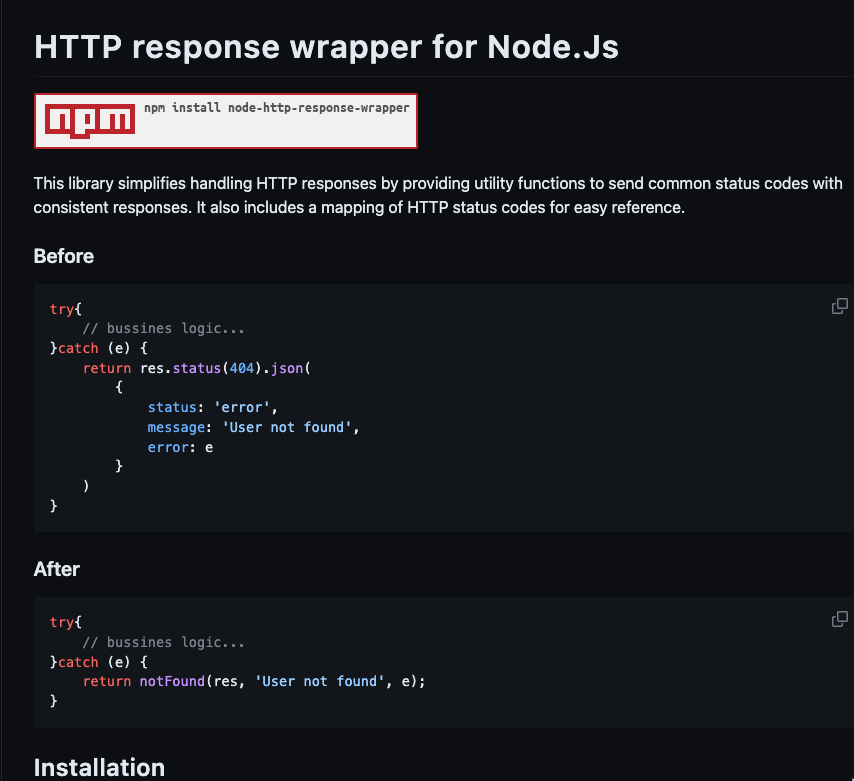 HTTP response wrapper for Node.Js
npm
npm install node-http-response-wrapper
This library simplifies handling HTTP responses by providing utility functions to send common status codes with
consistent responses. It also includes a mapping of HTTP status codes for easy reference.
Before
try{
    // bussines logic...
}catch (e) {
    return res.status(404).json(
        {
            status: 'error',
            message: 'User not found',
            error: e
        }
    )
}
After
try{
    // bussines logic...
}catch (e) {
    return notFound(res, 'User not found', e);
}
Installation